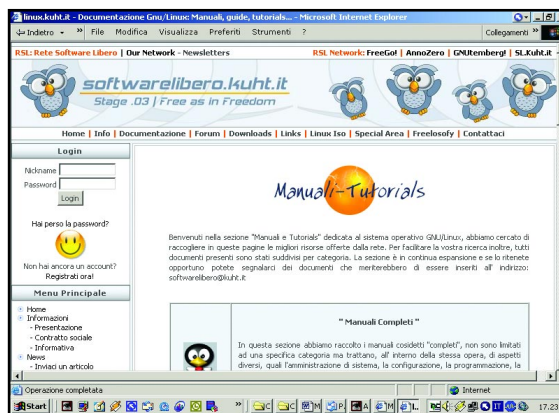 linux.kuht.it - Documentazione Gnu/Linux: Manuali, guide, tutorials... - Microsoft Internet Explorer
Indietro » File Modifica Visualizza Preferiti Strumenti ? Collegamenti »
RSL: Rete Software Libero | Our Network - Newsletters RSL Network: FreeGo! | AnnoZero | GNUtemberg! | SL.Kuht.it
softwarelibero.kuht.it
Stage .03 | Free as in Freedom
Home | Info | Documentazione | Forum | Downloads | Links | Linux Iso | Special Area | Freelosofy | Contattaci
Login
Nickname
Password
Login
Hai perso la password?
Non hai ancora un account?
Registrati ora!
Menu Principale
Home
Informazioni
- Presentazione
- Contratto sociale
- Informativa
News
- Inviaci un articolo
Manuali-Tutorials
Benvenuti nella sezione "Manuali e Tutorials" dedicata al sistema operativo GNU/Linux, abbiamo cercato di
raccogliere in queste pagine le migliori risorse offerte dalla rete. Per facilitare la vostra ricerca inoltre, tutti
documenti presenti sono stati suddivisi per categoria. La sezione è in continua espansione e se lo ritenete
opportuno potete segnalarci dei documenti che meriterebbero di essere inseriti all' indirizzo:
softwarelibero@kuht.it
" Manuali Completi "
In questa sezione abbiamo raccolto i manuali cosidetti "completi", non sono limitati
ad una specifica categoria ma trattano, all' interno della stessa opera, di aspetti
diversi, quali l'amministrazione di sistema, la configurazione, la programmazione, la
Operazione completata Internet
Start » 17.29